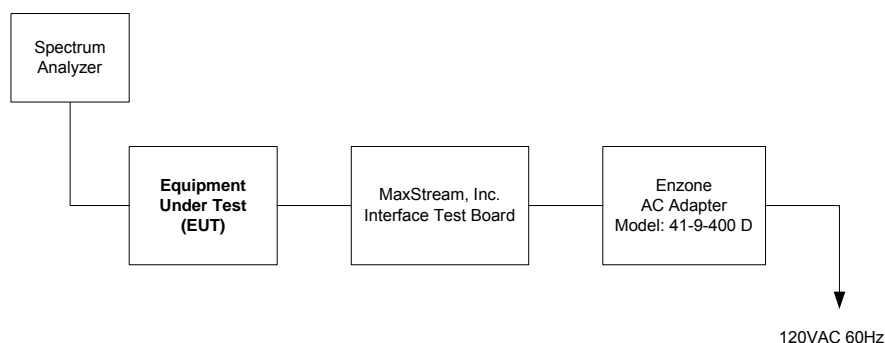 Spectrum
Analyzer
Equipment
Under Test
(EUT)
MaxStream, Inc.
Interface Test Board
Enzone
AC Adapter
Model: 41-9-400 D
120VAC 60Hz